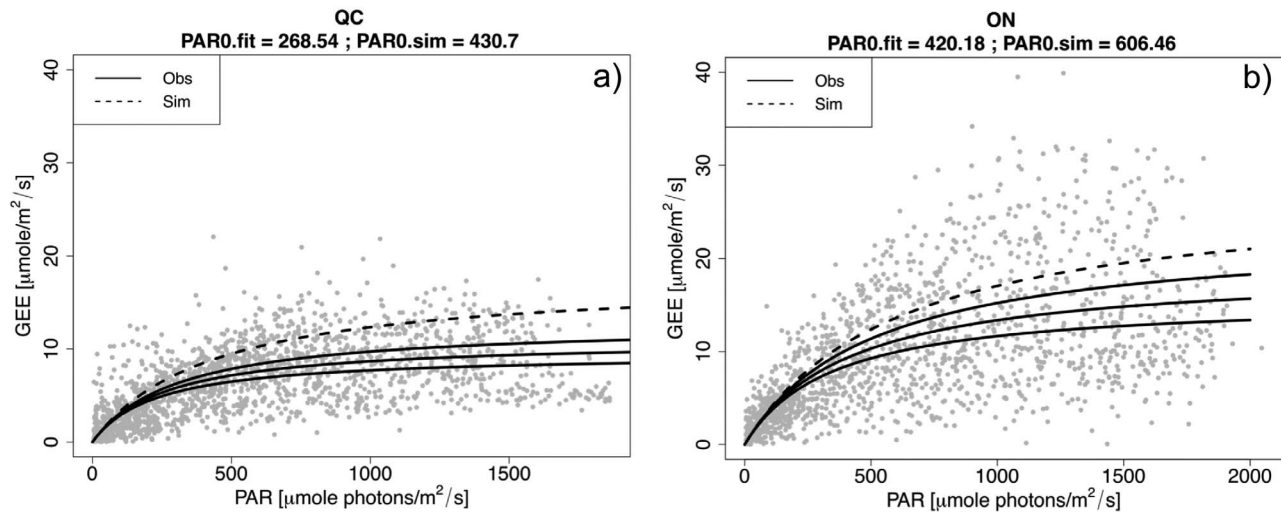 QC
PAR0.fit = 268.54 ; PAR0.sim = 430.7
a)
Obs
Sim
40
30
20
10
0
GEE [μmole/m²/s]
0 500 1000 1500
PAR [μmole photons/m²/s]
ON
PAR0.fit = 420.18 ; PAR0.sim = 606.46
b)
Obs
Sim
40
30
20
10
0
GEE [μmole/m²/s]
0 500 1000 1500 2000
PAR [μmole photons/m²/s]